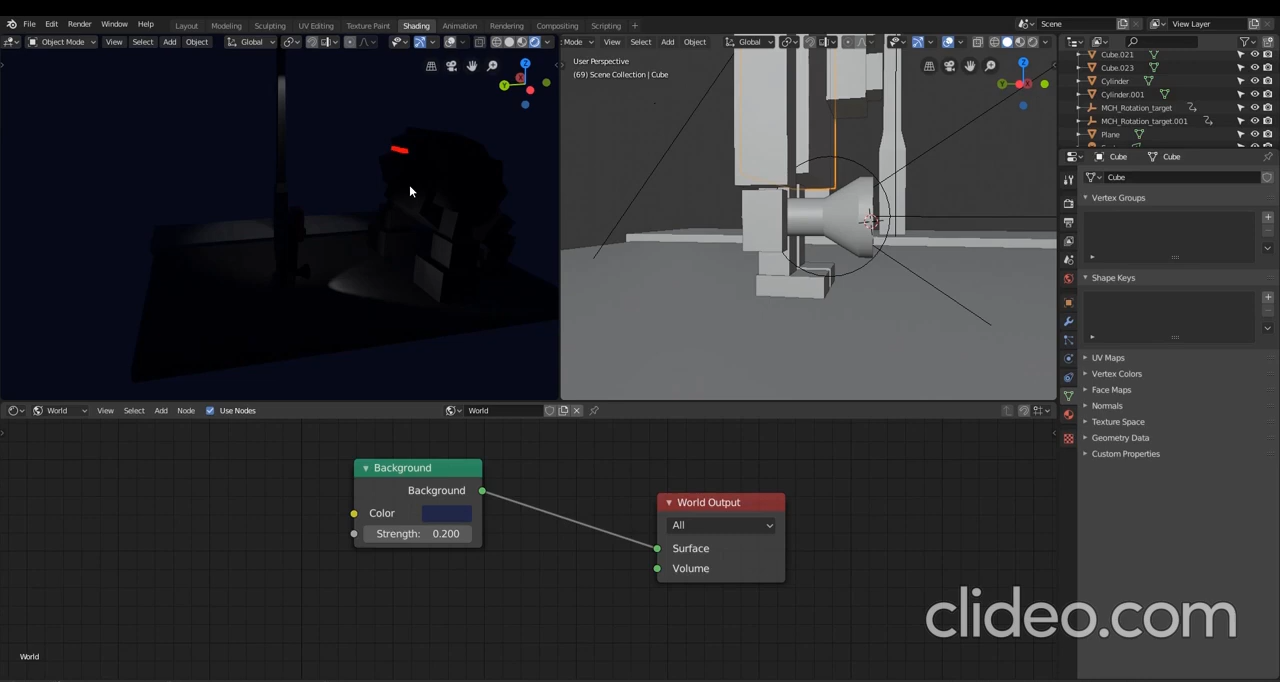 File Edit Render Window Help Layout Modeling Sculpting UV Editing Texture Paint Shading Animation Rendering Compositing Scripting + Scene View Layer
Object Mode View Select Add Object Global
Mode View Select Add Object Global
User Perspective
(69) Scene Collection | Cube
Z
Y
X
Z
Cube.021
Cube.023
Cylinder
Cylinder.001
MCH_Rotation_target
MCH_Rotation_target.001
Plane
Cube Cube
Cube
Vertex Groups
Shape Keys
UV Maps
Vertex Colors
Face Maps
Normals
Texture Space
Geometry Data
Custom Properties
World View Select Add Node Use Nodes World
Background
Background
Color
Strength: 0.200
World Output
All
Surface
Volume
clideo.com
World